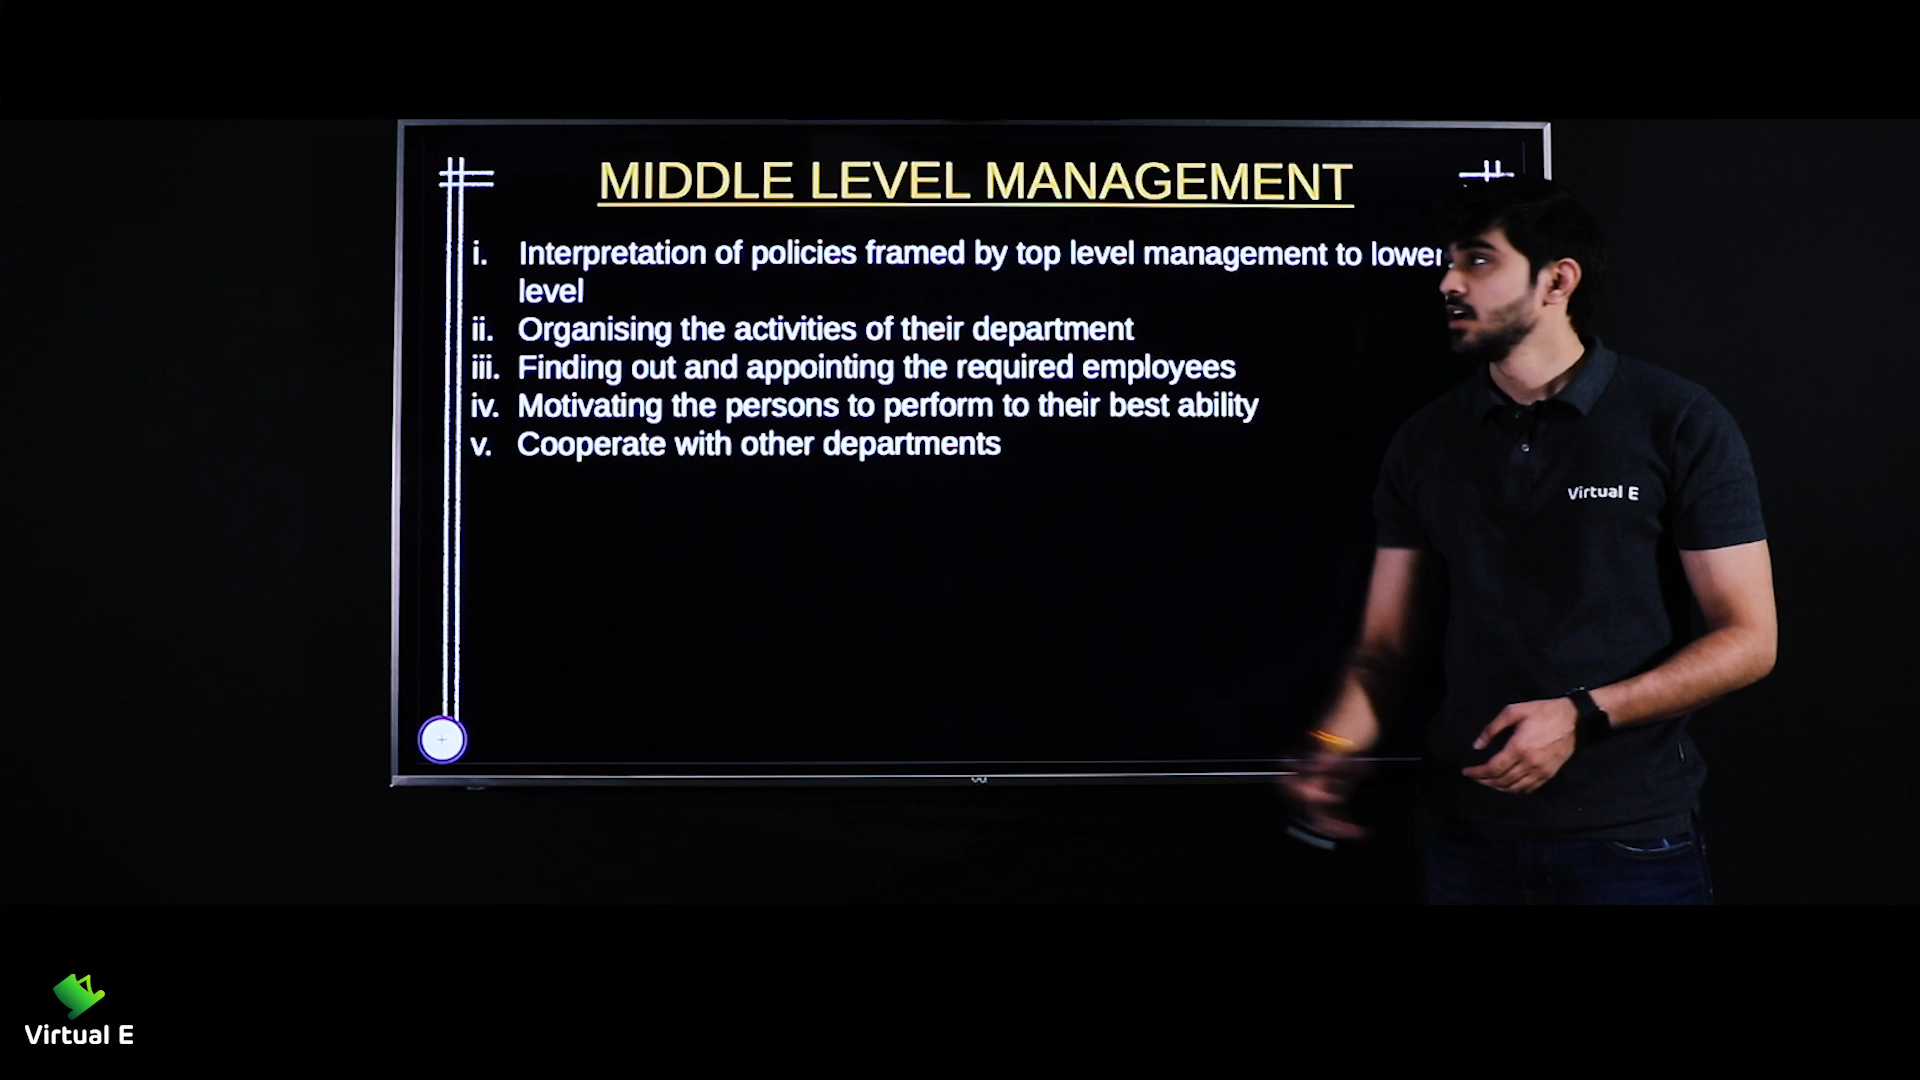 MIDDLE LEVEL MANAGEMENT
i. Interpretation of policies framed by top level management to lower
level
ii. Organising the activities of their department
iii. Finding out and appointing the required employees
iv. Motivating the persons to perform to their best ability
v. Cooperate with other departments
Virtual E
Virtual E